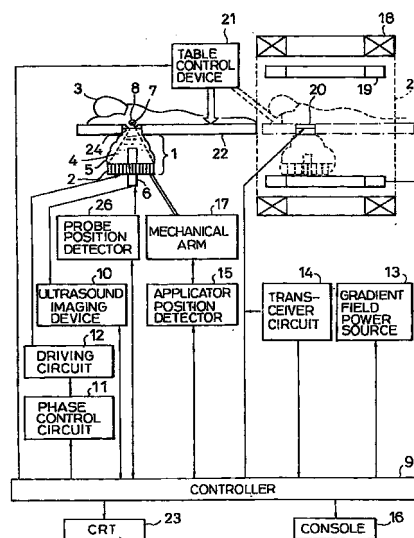 21
18
TABLE
CONTROL
DEVICE
8
7
3
20
2
19
24
4
5
2
1
22
6
26
17
PROBE
POSITION
DETECTOR
MECHANICAL
ARM
10
15
14
13
ULTRASOUND
IMAGING
DEVICE
APPLICATOR
POSITION
DETECTOR
TRANS-
CEIVER
CIRCUIT
GRADIENT
FIELD
POWER
SOURCE
12
DRIVING
CIRCUIT
11
PHASE
CONTROL
CIRCUIT
9
CONTROLLER
23
16
CRT
CONSOLE